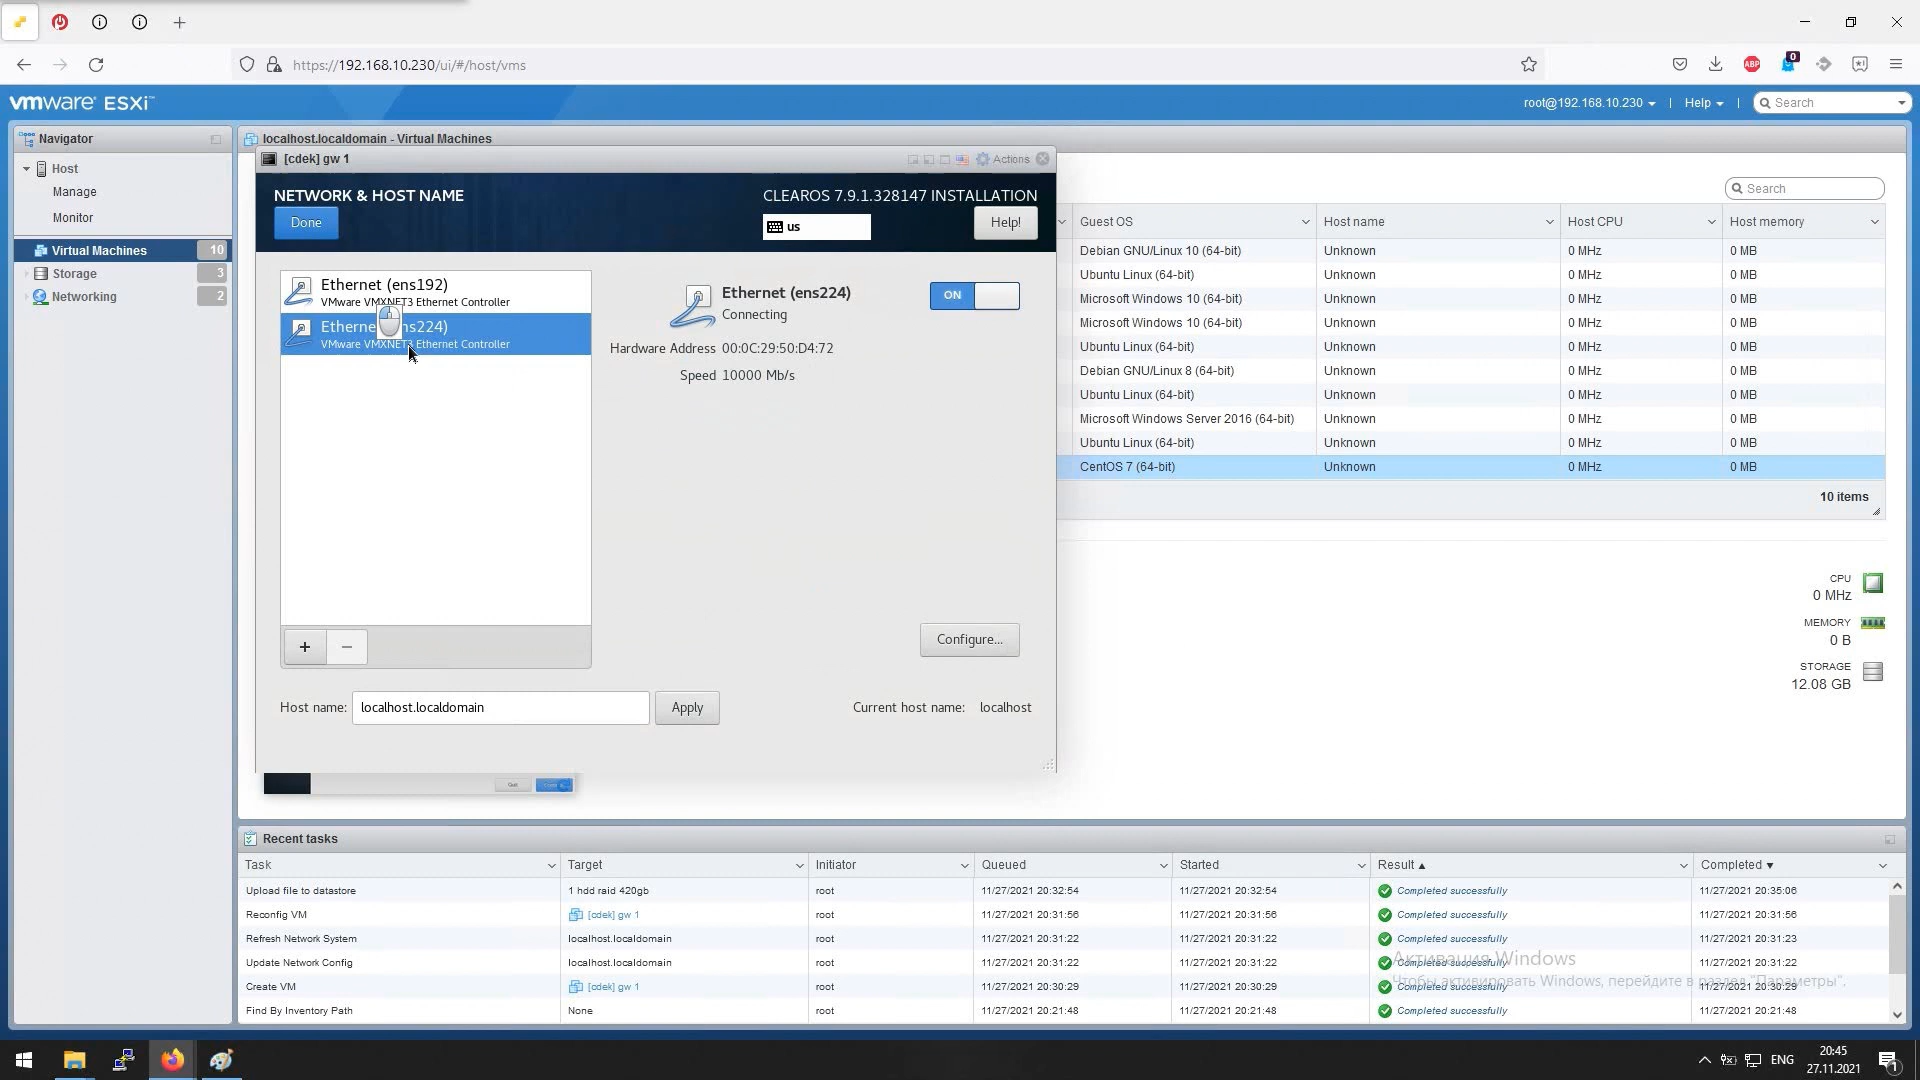 https://192.168.10.230/ui/#/host/vms
ABP
0
vmware ESXi™
root@192.168.10.230
|
Help
|
Search
Navigator
Host
Manage
Monitor
Virtual Machines
10
Storage
3
Networking
2
localhost.localdomain - Virtual Machines
[cdek] gw 1
Actions
NETWORK & HOST NAME
CLEAROS 7.9.1.328147 INSTALLATION
Done
us
Help!
Ethernet (ens192)
VMware VMXNET3 Ethernet Controller
VMware VMXNET3 Ethernet Controller
Ethernet (ens224)
Connecting
ON
Hardware Address 00:0C:29:50:D4:72
Speed 10000 Mb/s
+
−
Configure...
Host name:
localhost.localdomain
Apply
Current host name: localhost
Search
Guest OS
Host name
Host CPU
Host memory
Debian GNU/Linux 10 (64-bit) Unknown 0 MHz 0 MB
Ubuntu Linux (64-bit) Unknown 0 MHz 0 MB
Microsoft Windows 10 (64-bit) Unknown 0 MHz 0 MB
Microsoft Windows 10 (64-bit) Unknown 0 MHz 0 MB
Ubuntu Linux (64-bit) Unknown 0 MHz 0 MB
Debian GNU/Linux 8 (64-bit) Unknown 0 MHz 0 MB
Ubuntu Linux (64-bit) Unknown 0 MHz 0 MB
Microsoft Windows Server 2016 (64-bit) Unknown 0 MHz 0 MB
Ubuntu Linux (64-bit) Unknown 0 MHz 0 MB
CentOS 7 (64-bit) Unknown 0 MHz 0 MB
10 items
CPU
0 MHz
MEMORY
0 B
STORAGE
12.08 GB
Recent tasks
Task Target Initiator Queued Started Result Completed
Upload file to datastore 1 hdd raid 420gb root 11/27/2021 20:32:54 11/27/2021 20:32:54 Completed successfully 11/27/2021 20:35:06
Reconfig VM [cdek] gw 1 root 11/27/2021 20:31:56 11/27/2021 20:31:56 Completed successfully 11/27/2021 20:31:56
Refresh Network System localhost.localdomain root 11/27/2021 20:31:22 11/27/2021 20:31:22 Completed successfully 11/27/2021 20:31:23
Update Network Config localhost.localdomain root 11/27/2021 20:31:22 11/27/2021 20:31:22 Completed successfully 11/27/2021 20:31:22
Create VM [cdek] gw 1 root 11/27/2021 20:30:29 11/27/2021 20:30:29 Completed successfully 11/27/2021 20:30:29
Find By Inventory Path None root 11/27/2021 20:21:48 11/27/2021 20:21:48 Completed successfully 11/27/2021 20:21:48
Активация Windows
Чтобы активировать Windows, перейдите в раздел "Параметры".
ENG
20:45
27.11.2021
1